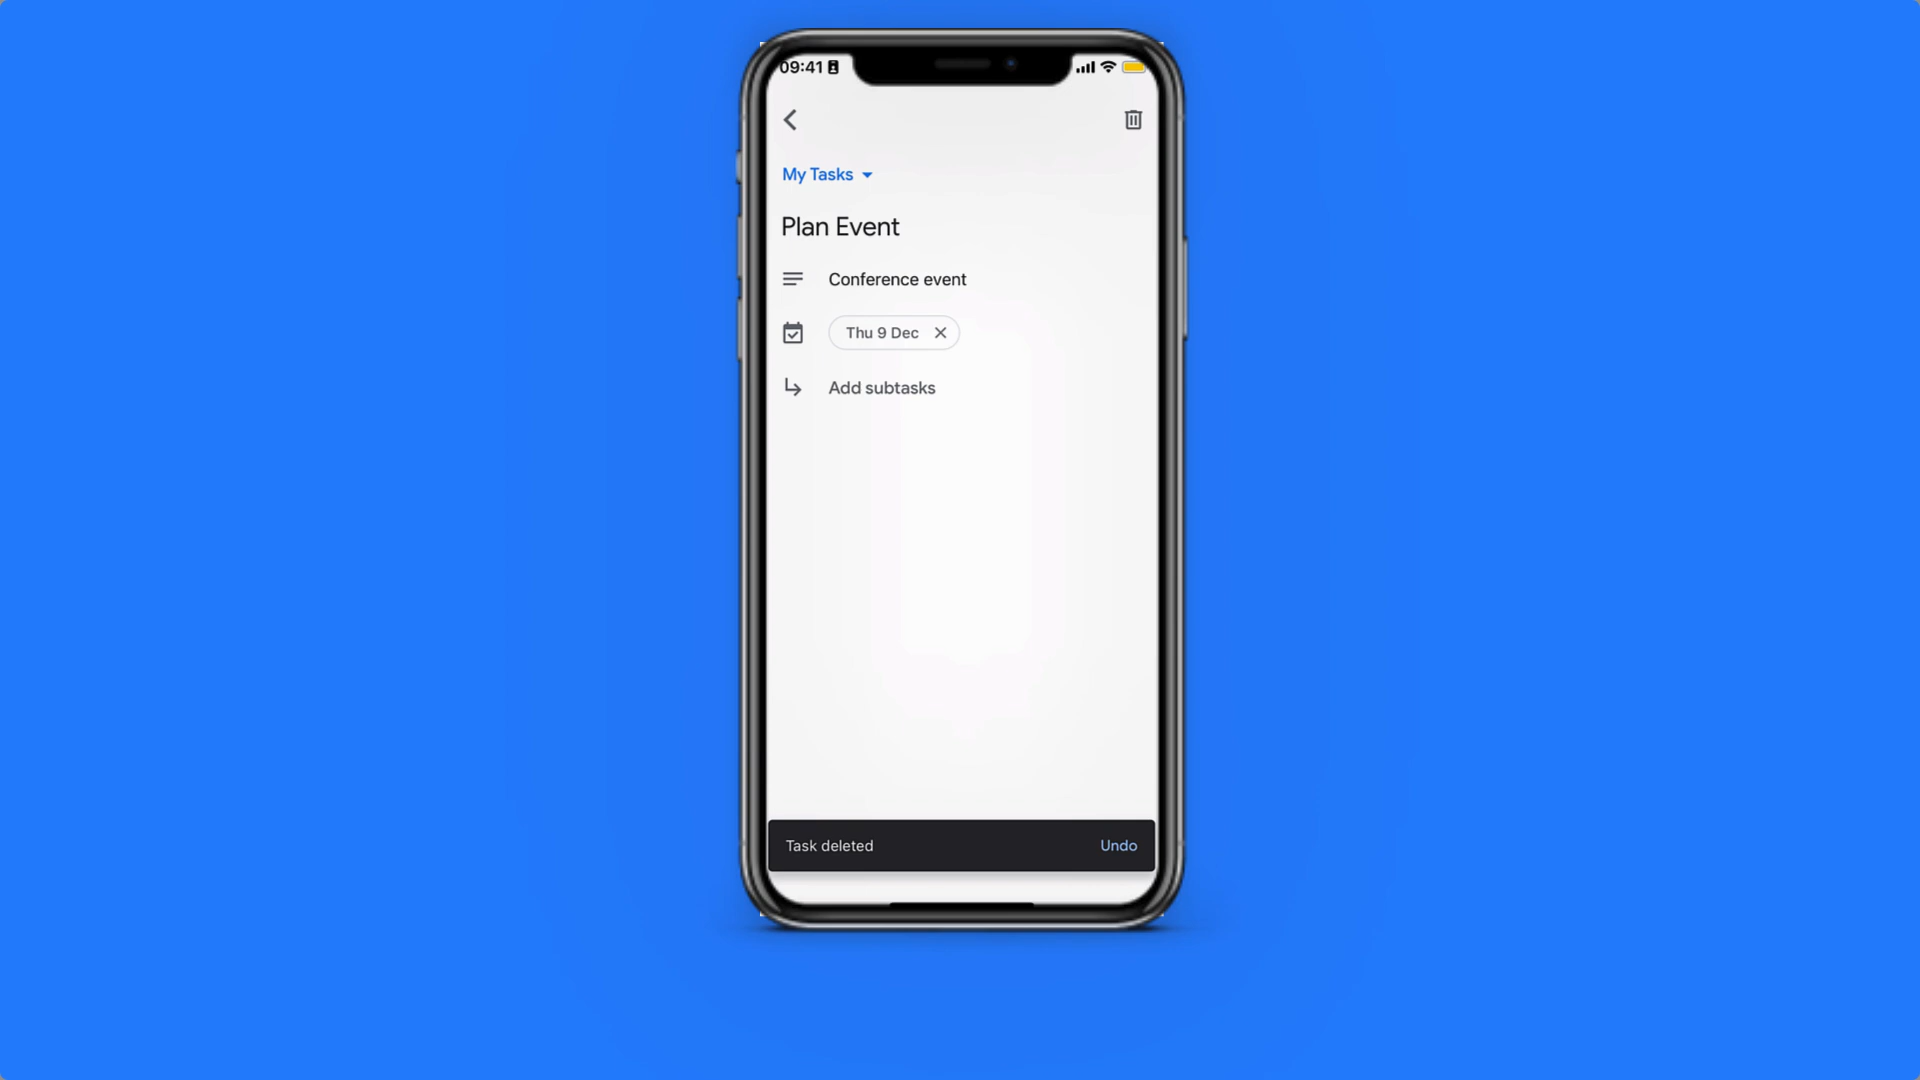 09:41
My Tasks
Plan Event
Conference event
Thu 9 Dec
Add subtasks
Task deleted Undo